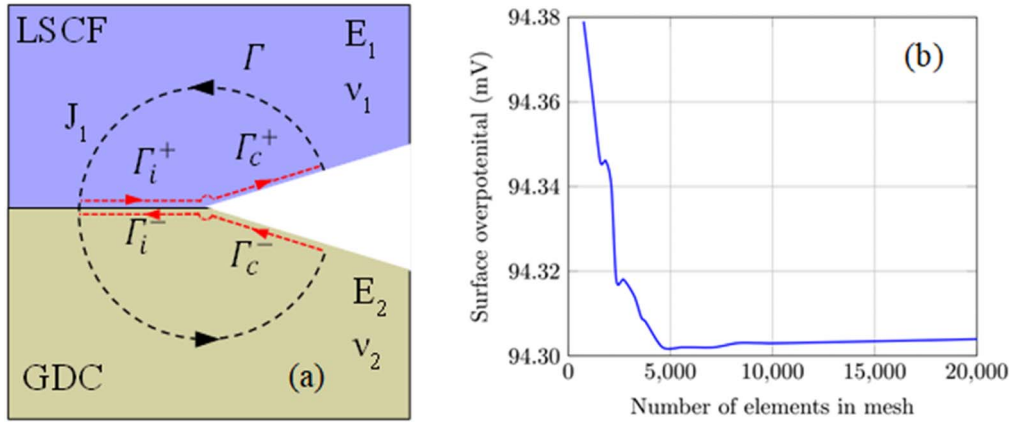 LSCF
E₁
ν₁
Γ
J₁
Γᵢ⁺
Γc⁺
Γᵢ⁻
Γc⁻
E₂
ν₂
GDC
(a)
(b)
Surface overpotenital (mV)
94.38
94.36
94.34
94.32
94.30
0
5,000
10,000
15,000
20,000
Number of elements in mesh